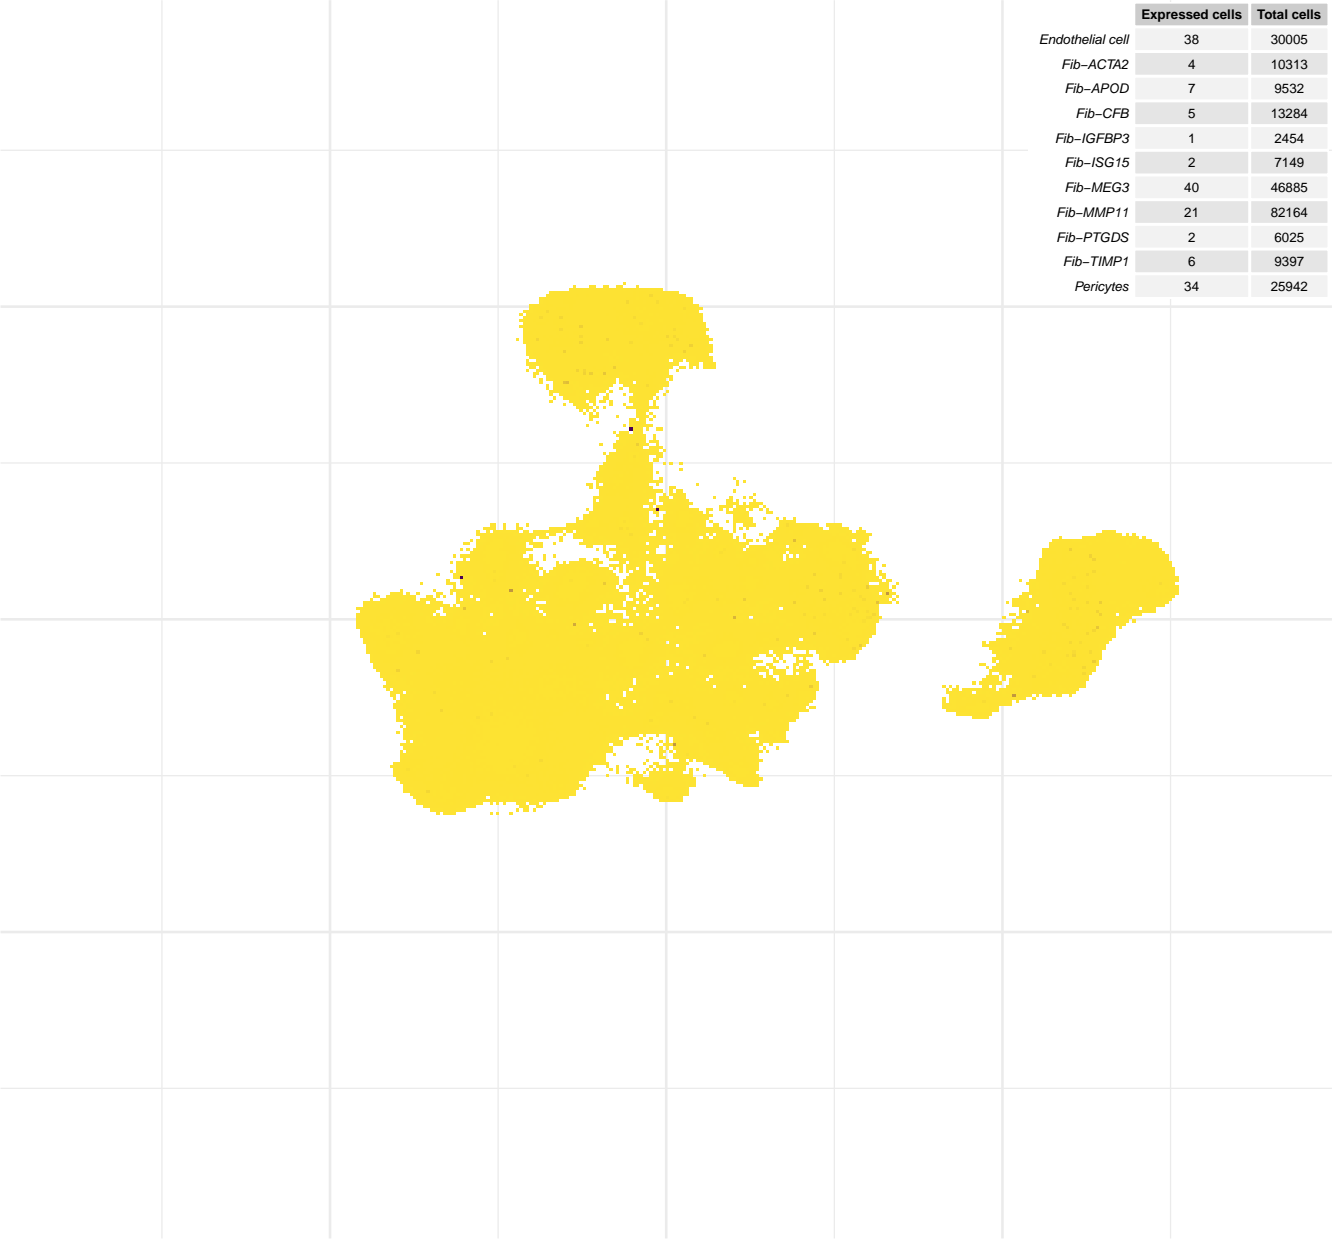 Expressed cells Total cells
Endothelial cell 38 30005
Fib−ACTA2 4 10313
Fib−APOD 7 9532
Fib−CFB 5 13284
Fib−IGFBP3 1 2454
Fib−ISG15 2 7149
Fib−MEG3 40 46885
Fib−MMP11 21 82164
Fib−PTGDS 2 6025
Fib−TIMP1 6 9397
Pericytes 34 25942